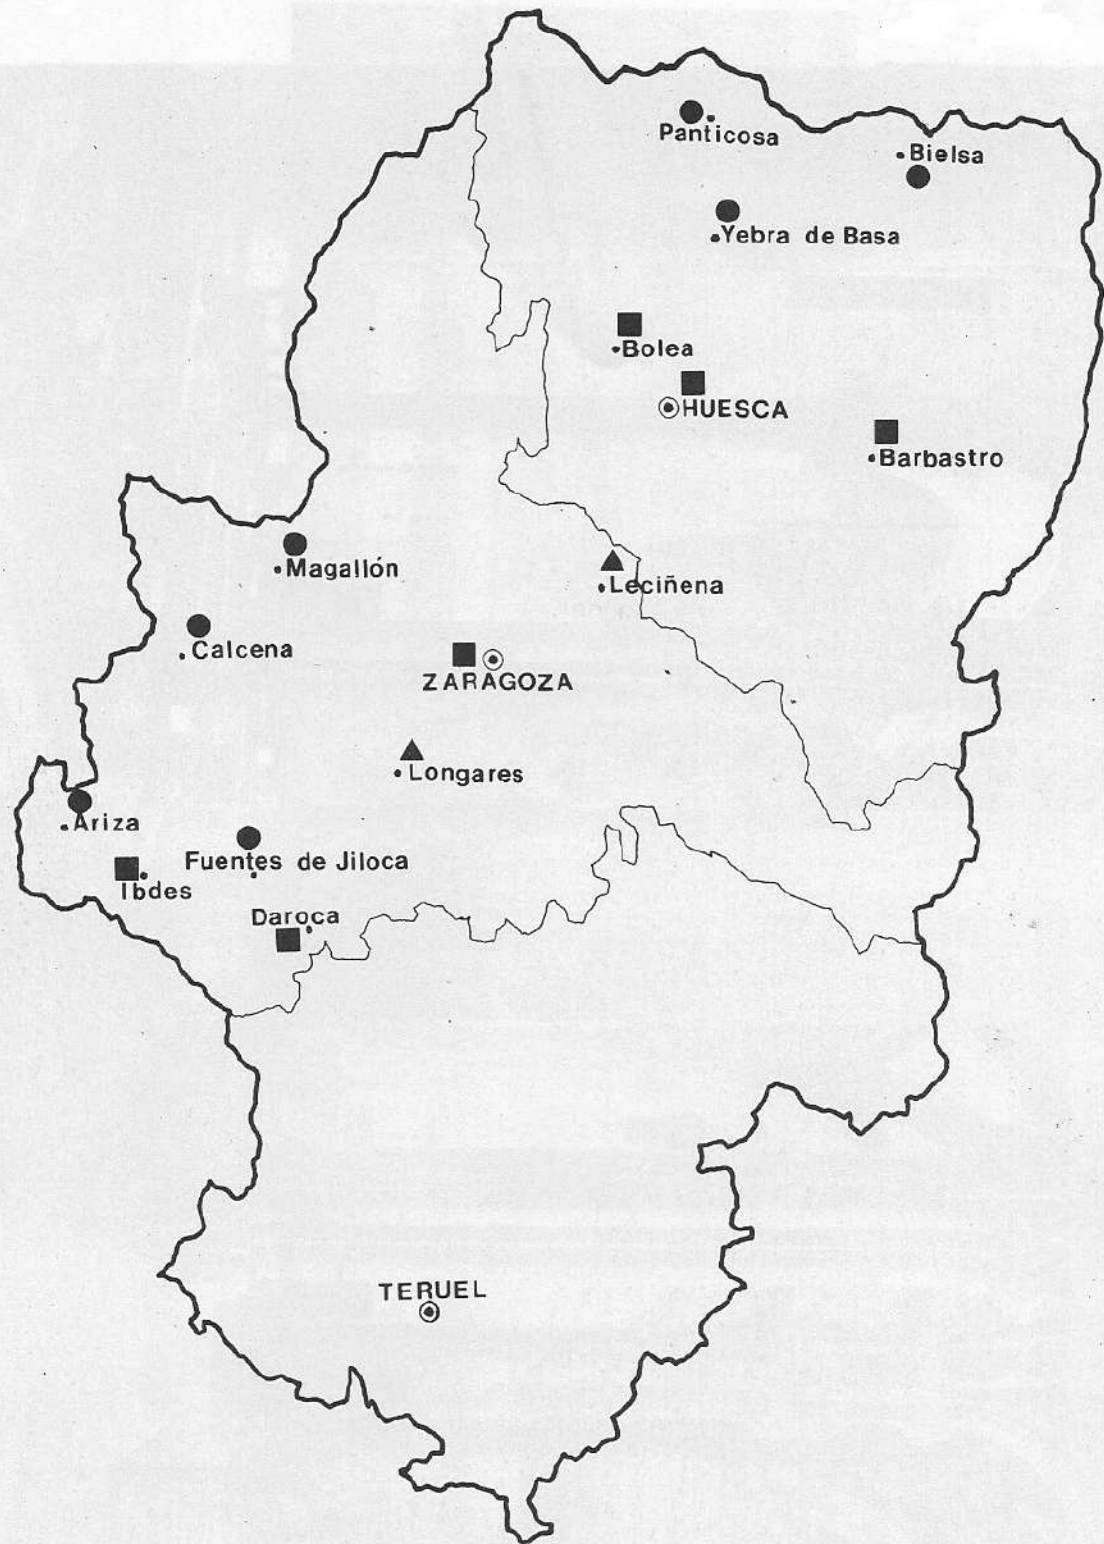 Panticosa
Bielsa
Yebra de Basa
Bolea
HUESCA
Barbastro
Magallón
Leciñena
Calcena
ZARAGOZA
Longares
Ariza
Fuentes de Jiloca
Ibdes
Daroca
TERUEL